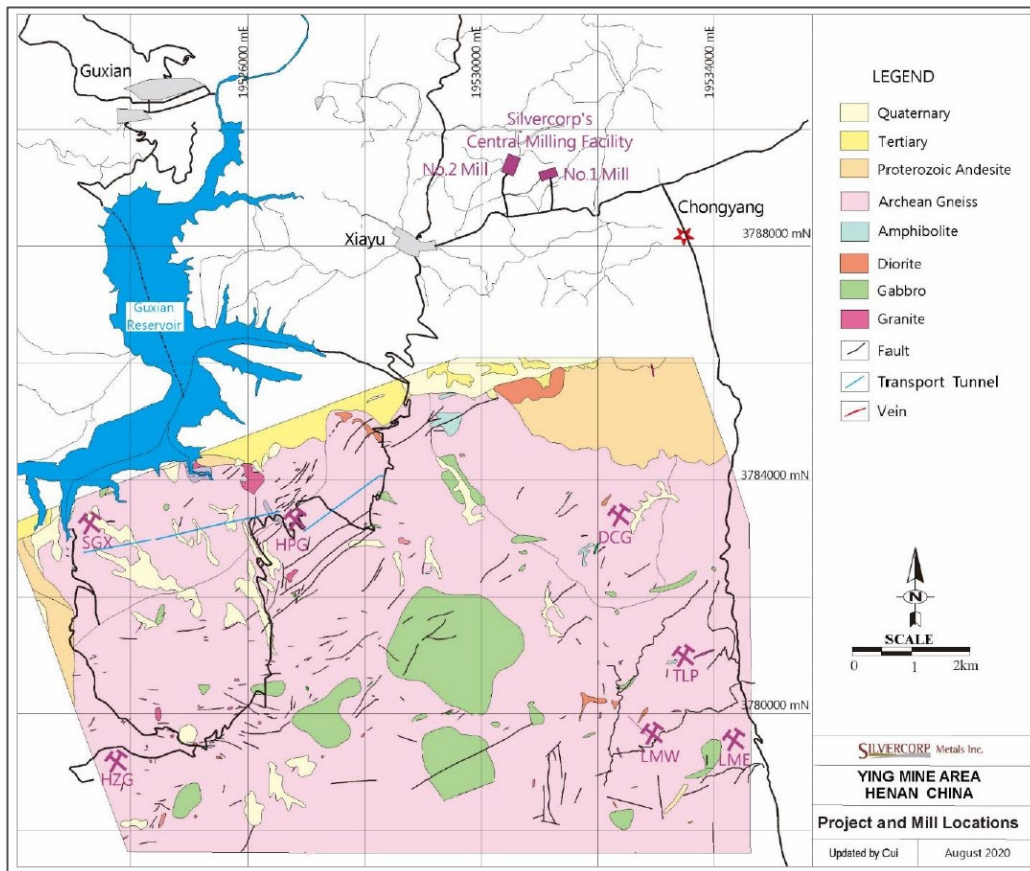 Guxian
19526000 mE
19530000 mE
19534000 mE
Silvercorp's
Central Milling Facility
No.2 Mill
No.1 Mill
Chongyang
Xiayu
3788000 mN
Guxian
Reservoir
3784000 mN
SGX
HPG
DCG
TLP
3780000 mN
HZG
LMW
LME
LEGEND
Quaternary
Tertiary
Proterozoic Andesite
Archean Gneiss
Amphibolite
Diorite
Gabbro
Granite
Fault
Transport Tunnel
Vein
N
SCALE
0 1 2km
SILVERCORP Metals Inc.
YING MINE AREA
HENAN CHINA
Project and Mill Locations
Updated by Cui August 2020